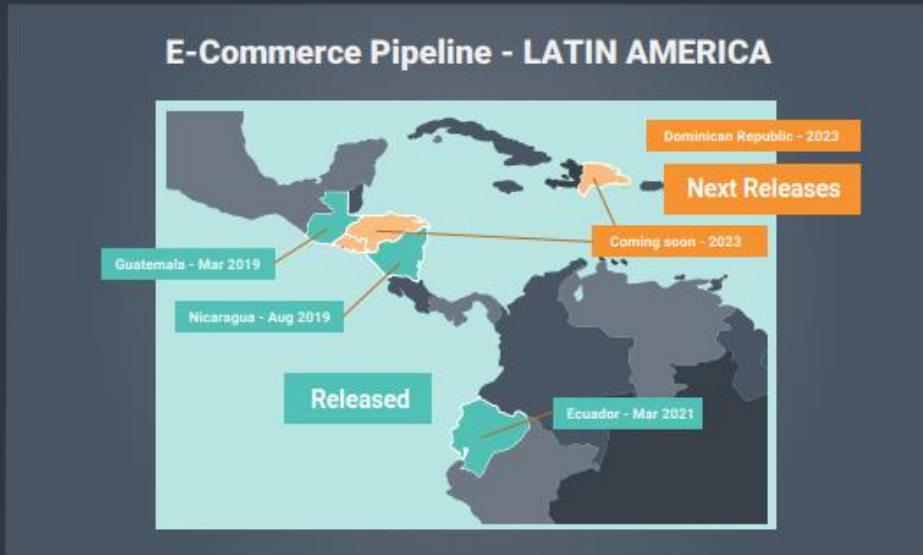 E-Commerce Pipeline - LATIN AMERICA
Dominican Republic - 2023
Next Releases
Coming soon - 2023
Guatemala - Mar 2019
Nicaragua - Aug 2019
Released
Ecuador - Mar 2021